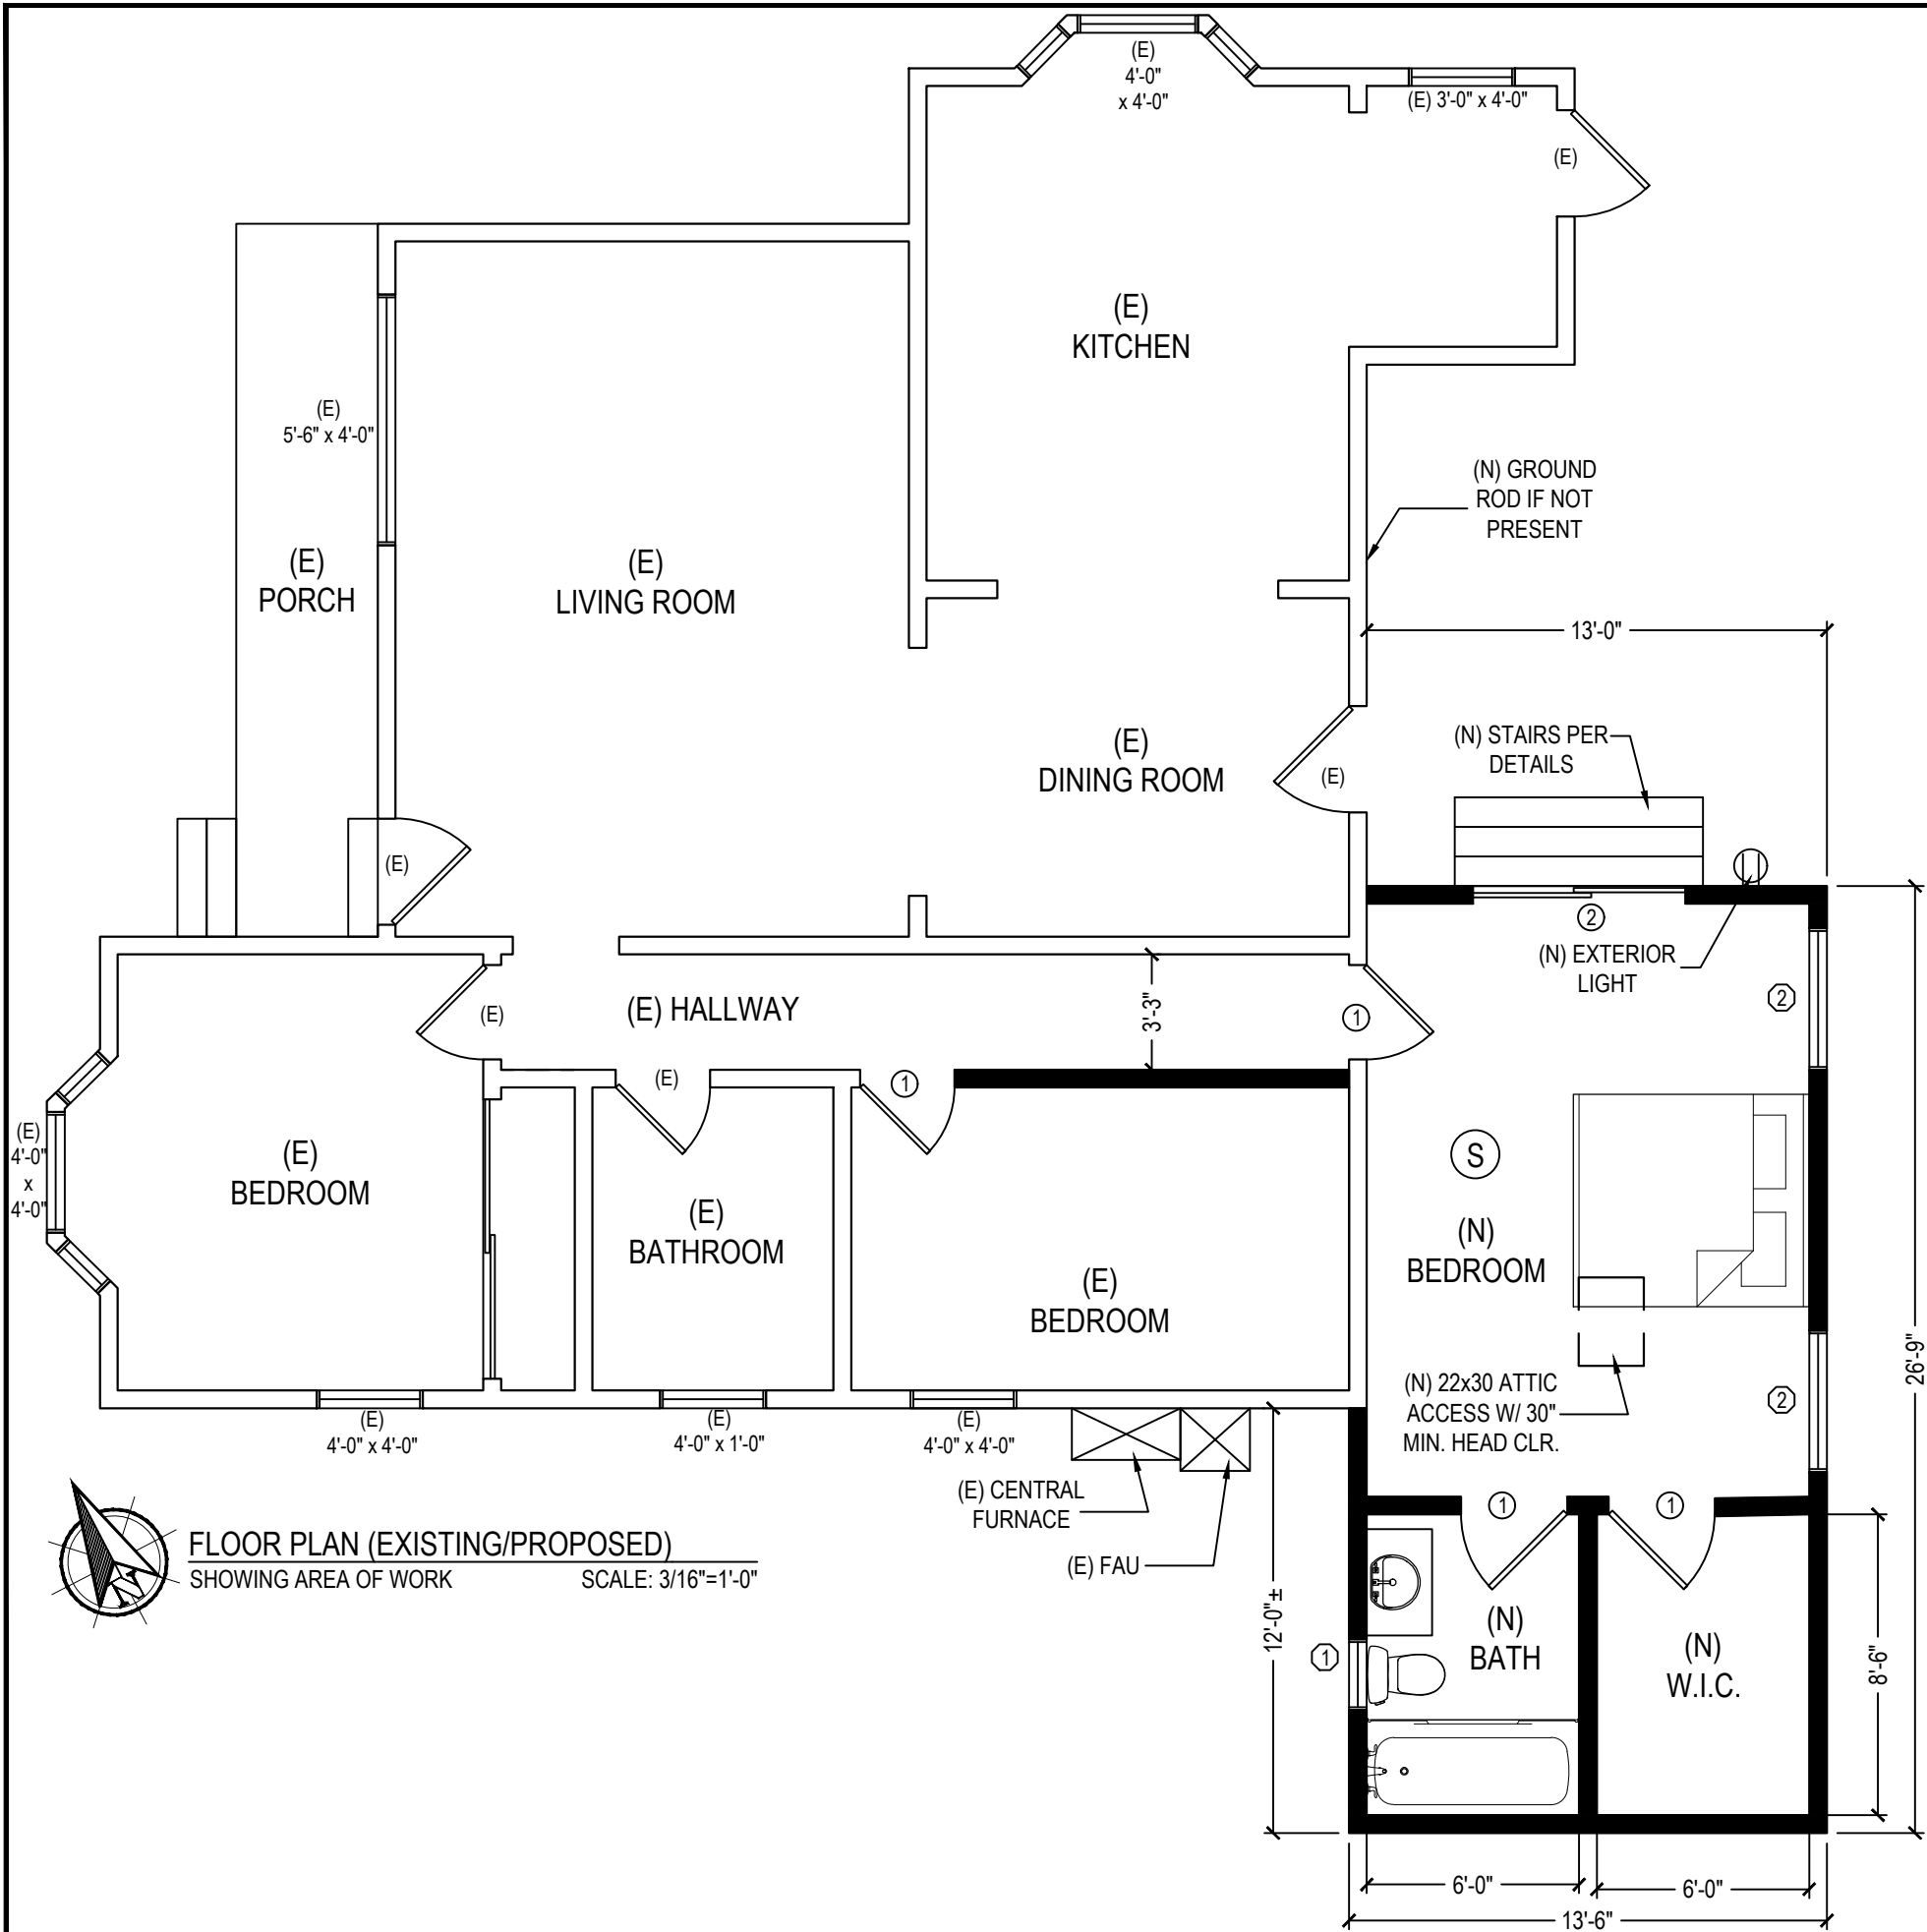 (E)
4'-0"
x 4'-0"
(E) 3'-0" x 4'-0"
(E)
(E)
KITCHEN
(E)
5'-6" x 4'-0"
(N) GROUND
ROD IF NOT
PRESENT
(E)
PORCH
(E)
LIVING ROOM
13'-0"
(E)
DINING ROOM
(E)
(N) STAIRS PER
DETAILS
(E)
2
(N) EXTERIOR
LIGHT
2
(E)
(E) HALLWAY
3'-3"
1
(E)
1
(E)
4'-0"
x
4'-0"
(E)
BEDROOM
(E)
BATHROOM
(E)
BEDROOM
S
(N)
BEDROOM
26'-9"
(N) 22x30 ATTIC
ACCESS W/ 30"
MIN. HEAD CLR.
2
(E)
4'-0" x 4'-0"
(E)
4'-0" x 1'-0"
(E)
4'-0" x 4'-0"
(E) CENTRAL
FURNACE
(E) FAU
1
1
N
FLOOR PLAN (EXISTING/PROPOSED)
SHOWING AREA OF WORK SCALE: 3/16"=1'-0"
12'-0"±
1
(N)
BATH
(N)
W.I.C.
8'-6"
6'-0"
6'-0"
13'-6"